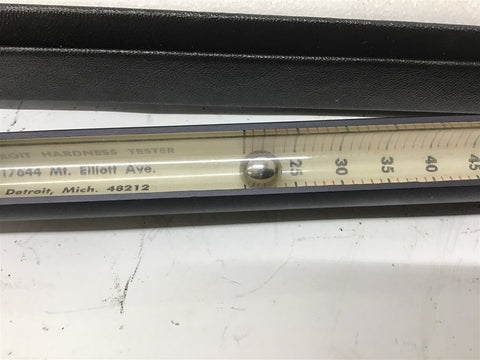 HARDNESS TESTER
17644 Mt. Elliott Ave.
Detroit, Mich. 48212
25 30 35 40 45